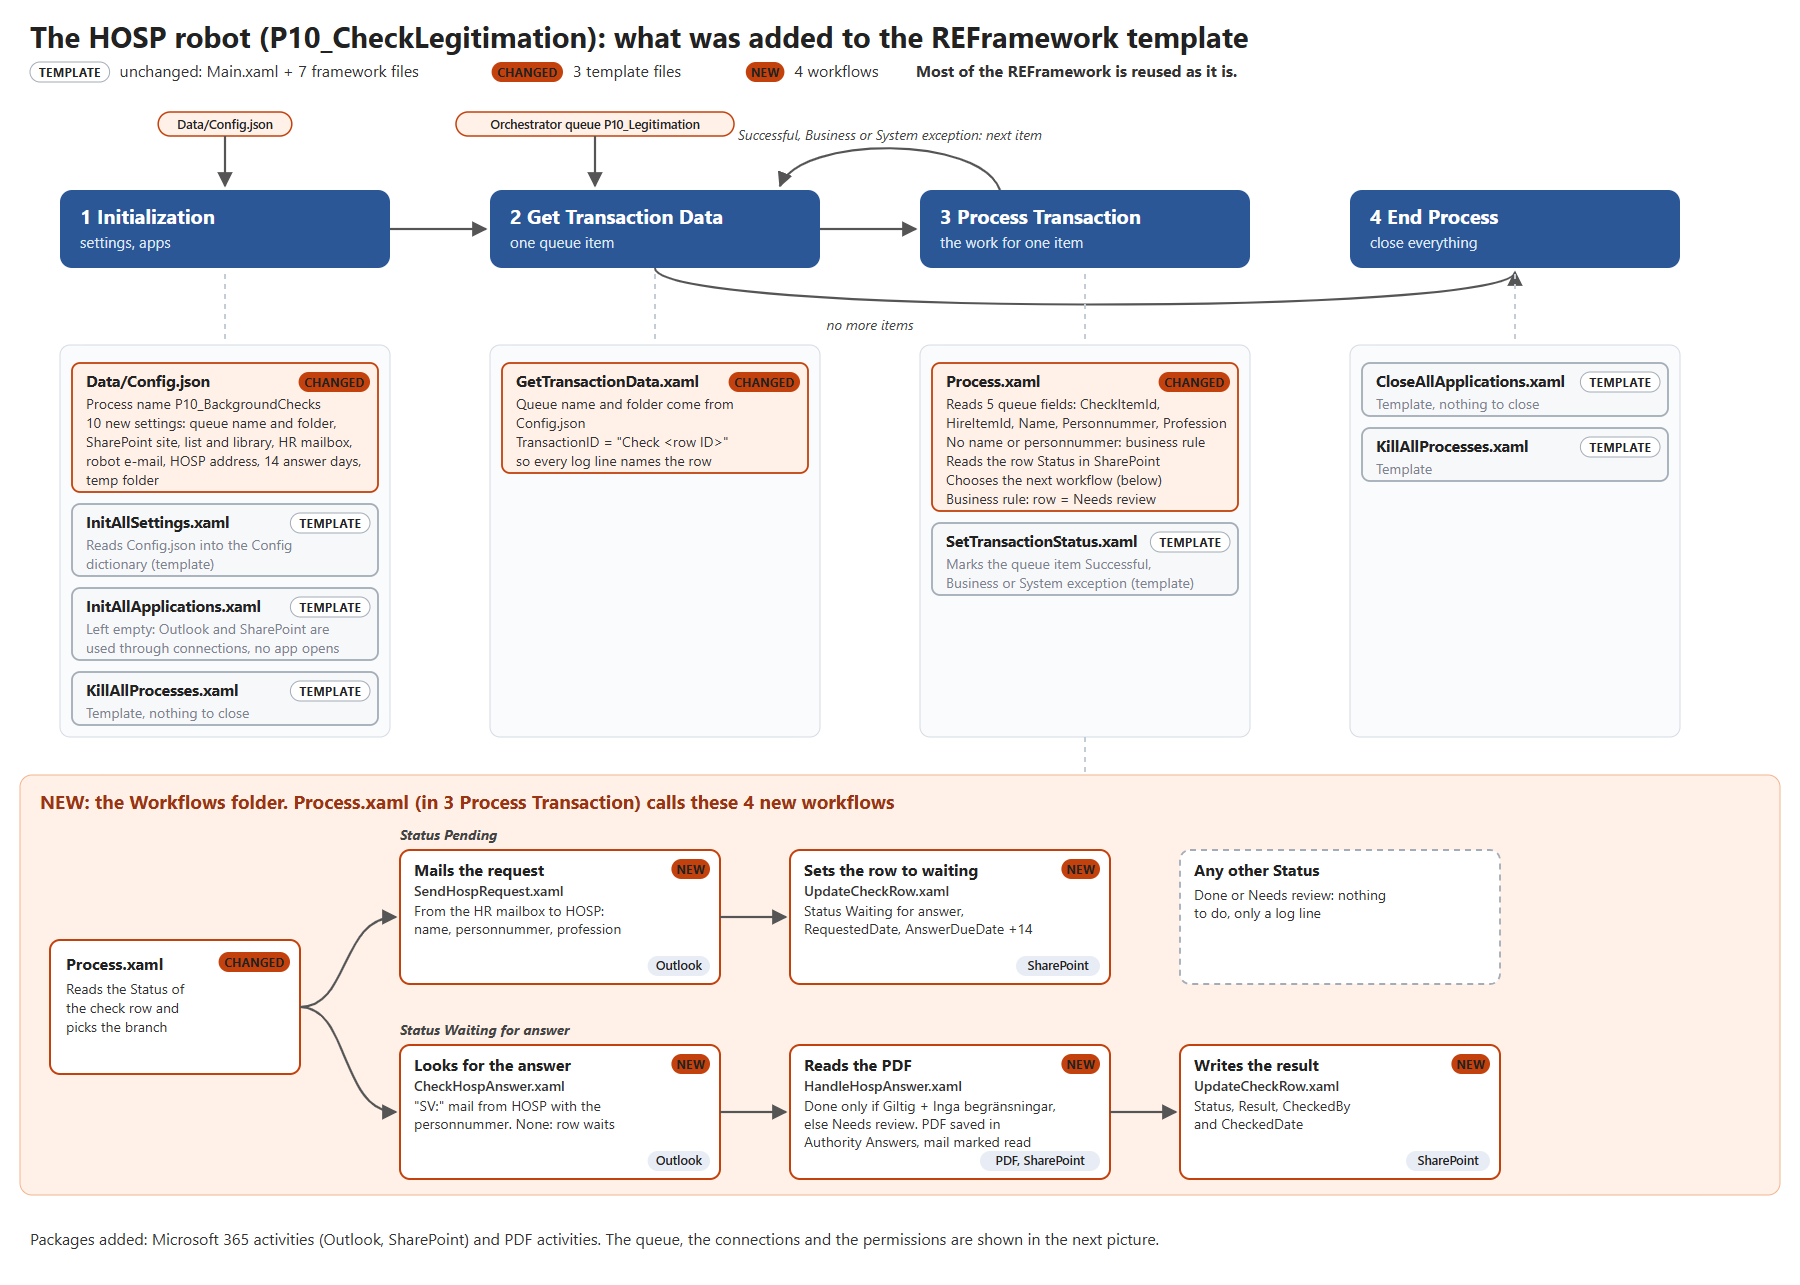 The HOSP robot (P10_CheckLegitimation): what was added to the REFramework template
TEMPLATE unchanged: Main.xaml + 7 framework files CHANGED 3 template files NEW 4 workflows Most of the REFramework is reused as it is.
Data/Config.json
Orchestrator queue P10_Legitimation
Successful, Business or System exception: next item
1 Initialization
settings, apps
2 Get Transaction Data
one queue item
3 Process Transaction
the work for one item
4 End Process
close everything
no more items
Data/Config.json CHANGED
Process name P10_BackgroundChecks
10 new settings: queue name and folder,
SharePoint site, list and library, HR mailbox,
robot e-mail, HOSP address, 14 answer days,
temp folder
InitAllSettings.xaml TEMPLATE
Reads Config.json into the Config
dictionary (template)
InitAllApplications.xaml TEMPLATE
Left empty: Outlook and SharePoint are
used through connections, no app opens
KillAllProcesses.xaml TEMPLATE
Template, nothing to close
GetTransactionData.xaml CHANGED
Queue name and folder come from
Config.json
TransactionID = "Check <row ID>"
so every log line names the row
Process.xaml CHANGED
Reads 5 queue fields: CheckItemId,
HireItemId, Name, Personnummer, Profession
No name or personnummer: business rule
Reads the row Status in SharePoint
Chooses the next workflow (below)
Business rule: row = Needs review
SetTransactionStatus.xaml TEMPLATE
Marks the queue item Successful,
Business or System exception (template)
CloseAllApplications.xaml TEMPLATE
Template, nothing to close
KillAllProcesses.xaml TEMPLATE
Template
NEW: the Workflows folder. Process.xaml (in 3 Process Transaction) calls these 4 new workflows
Process.xaml CHANGED
Reads the Status of
the check row and
picks the branch
Status Pending
Mails the request NEW
SendHospRequest.xaml
From the HR mailbox to HOSP:
name, personnummer, profession
Outlook
Sets the row to waiting NEW
UpdateCheckRow.xaml
Status Waiting for answer,
RequestedDate, AnswerDueDate +14
SharePoint
Any other Status
Done or Needs review: nothing
to do, only a log line
Status Waiting for answer
Looks for the answer NEW
CheckHospAnswer.xaml
"SV:" mail from HOSP with the
personnummer. None: row waits
Outlook
Reads the PDF NEW
HandleHospAnswer.xaml
Done only if Giltig + Inga begränsningar,
else Needs review. PDF saved in
Authority Answers, mail marked read
PDF, SharePoint
Writes the result NEW
UpdateCheckRow.xaml
Status, Result, CheckedBy
and CheckedDate
SharePoint
Packages added: Microsoft 365 activities (Outlook, SharePoint) and PDF activities. The queue, the connections and the permissions are shown in the next picture.